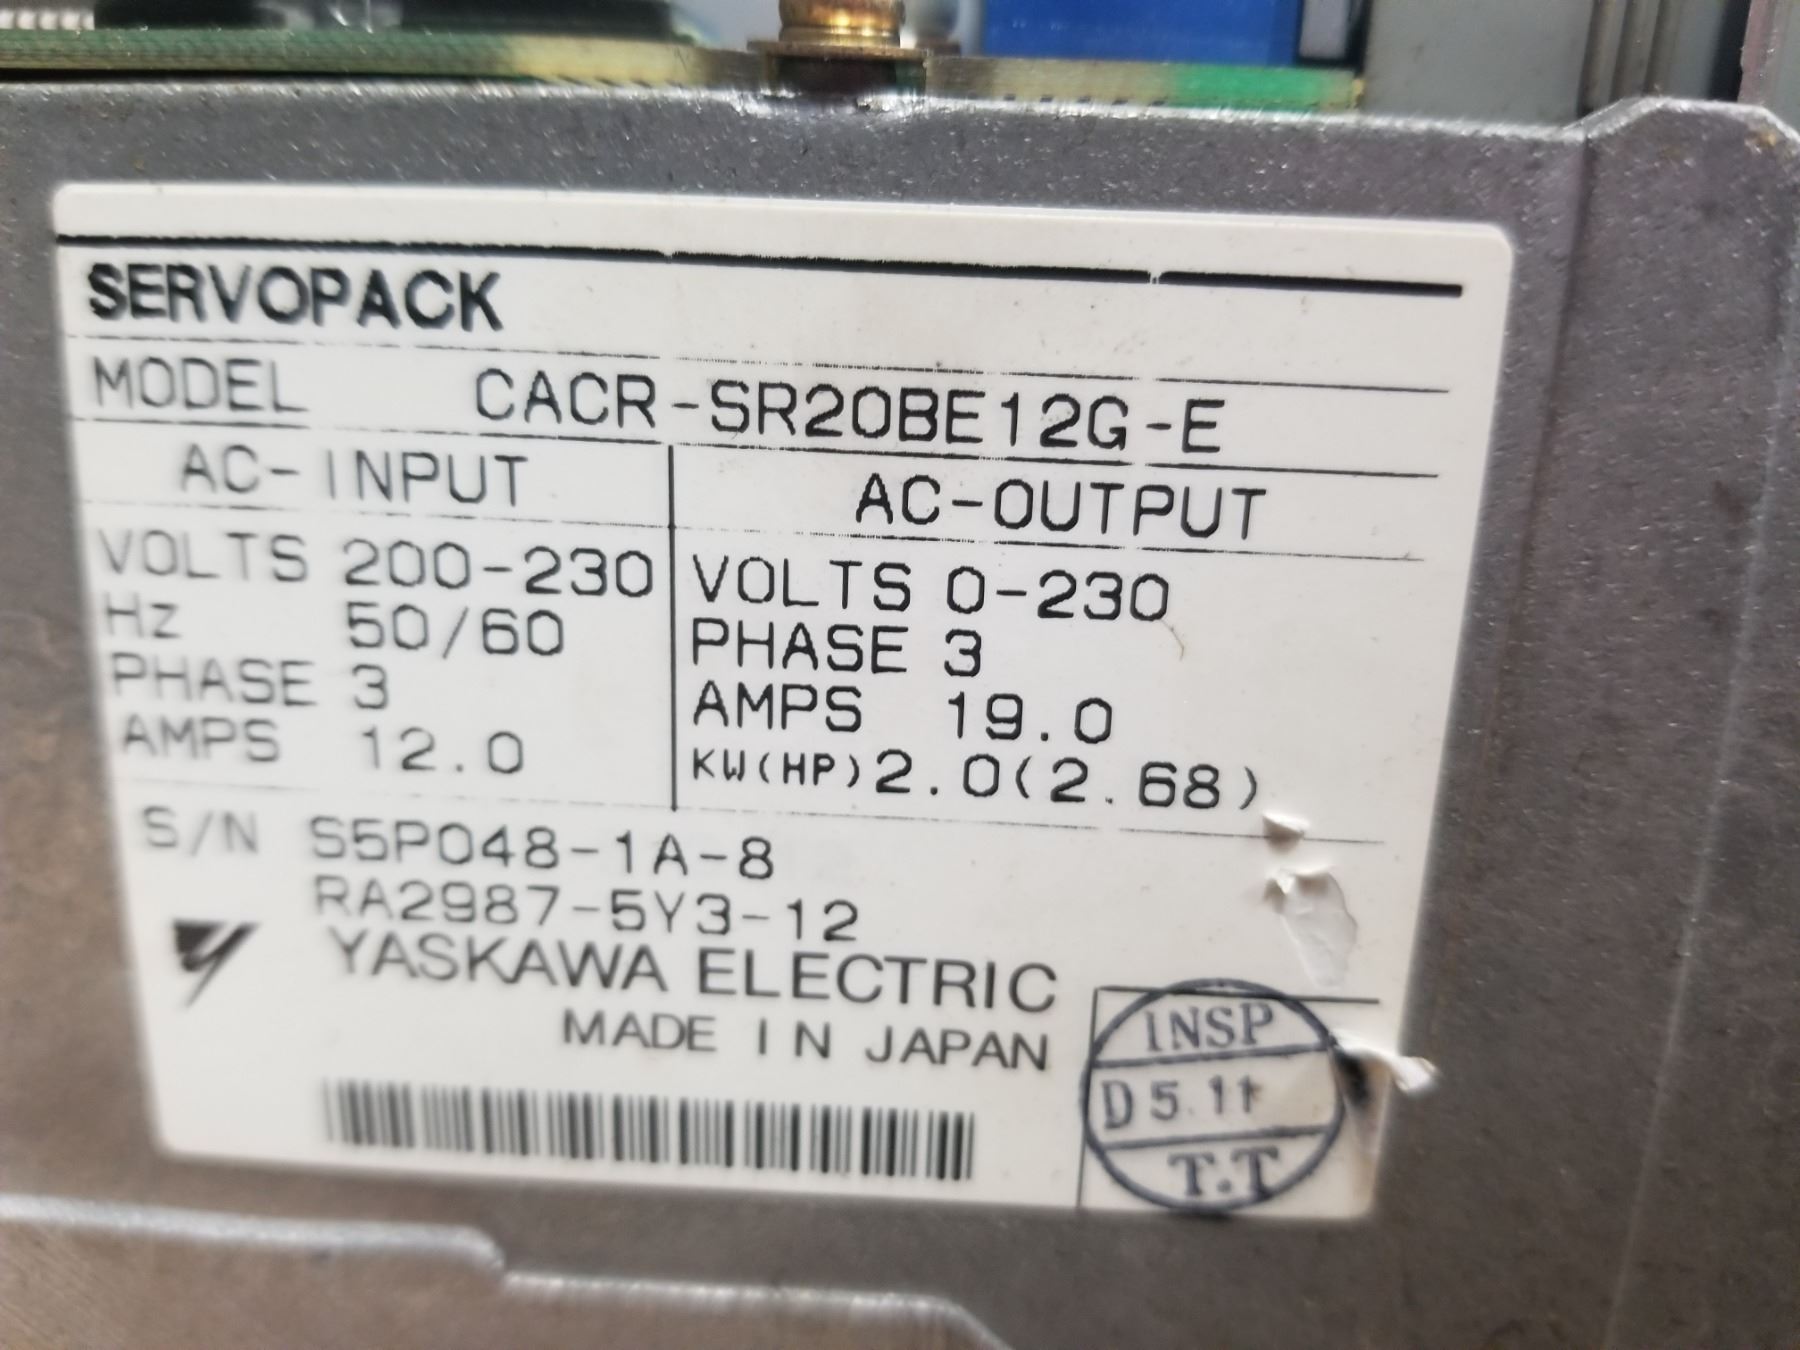 SERVOPACK
MODEL CACR-SR20BE12G-E
AC-INPUT AC-OUTPUT
VOLTS 200-230 VOLTS 0-230
Hz 50/60 PHASE 3
PHASE 3 AMPS 19.0
AMPS 12.0 KW(HP) 2.0(2.68)
S/N S5P048-1A-8
RA2987-5Y3-12
YASKAWA ELECTRIC
MADE IN JAPAN
INSP
D 5.11
T.T